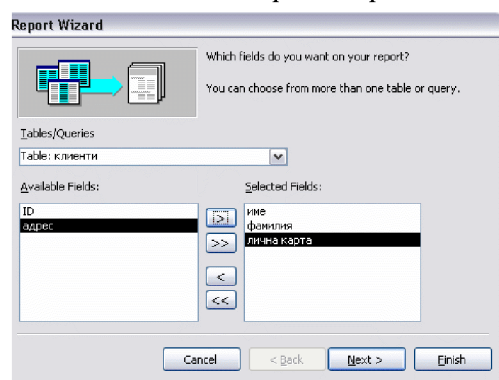 Report Wizard
Which fields do you want on your report?
You can choose from more than one table or query.
Tables/Queries
Table: клиенти
Available Fields:
Selected Fields:
ID
адрес
>
>>
<
<<
име
фамилия
лична карта
Cancel
< Back
Next >
Finish